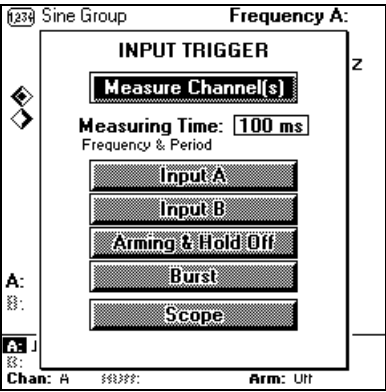 1234 Sine Group Frequency A:
INPUT TRIGGER
Z
Measure Channel(s)
Measuring Time: 100 ms
Frequency & Period
Input A
Input B
Arming & Hold Off
Burst
A:
B:
Scope
A:
B:
Chan: A Arm: Off